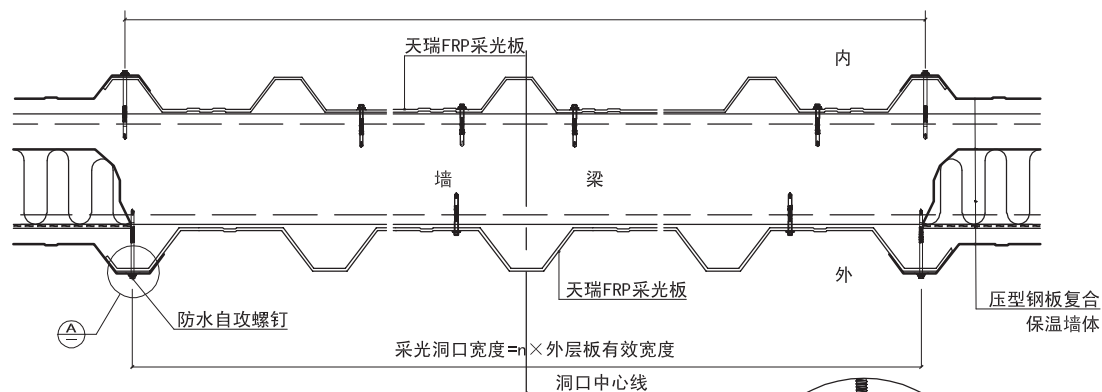 天瑞FRP采光板
内
墙 梁
外
天瑞FRP采光板
压型钢板复合
保温墙体
防水自攻螺钉
A
采光洞口宽度=n×外层板有效宽度
洞口中心线